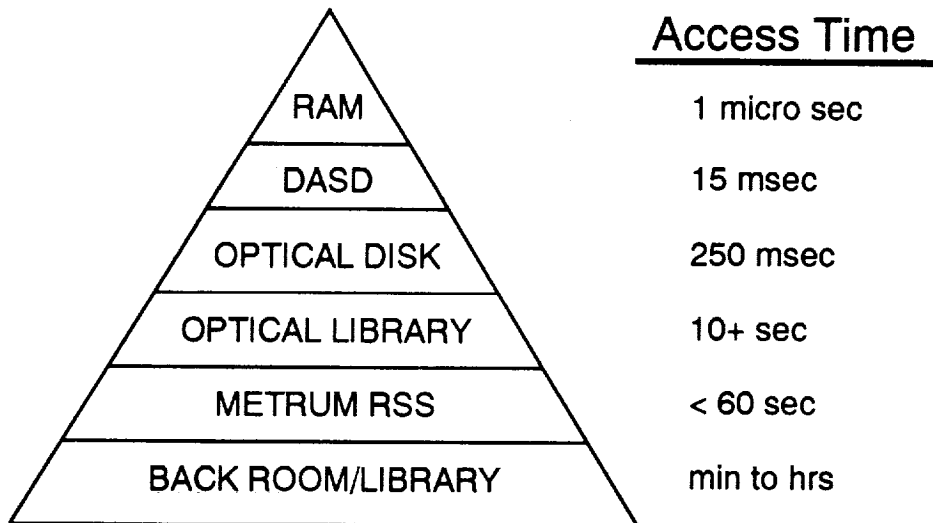 Access Time
RAM 1 micro sec
DASD 15 msec
OPTICAL DISK 250 msec
OPTICAL LIBRARY 10+ sec
METRUM RSS < 60 sec
BACK ROOM/LIBRARY min to hrs